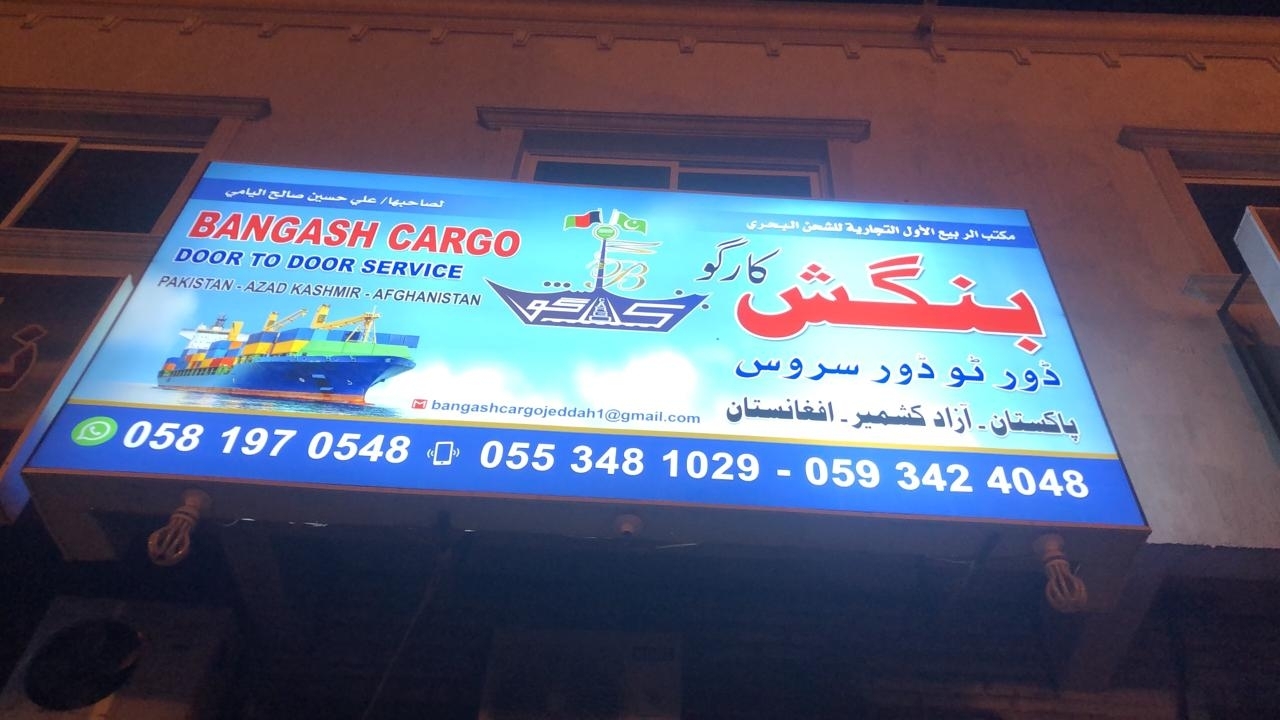 لصاحبها/ علي حسين صالح اليامي
مكتب الربيع الأول التجارية للشحن البحرى
BANGASH CARGO
DOOR TO DOOR SERVICE
PAKISTAN - AZAD KASHMIR - AFGHANISTAN
بنگش کارگو
ڈور ٹو ڈور سروس
پاکستان ۔ آزاد کشمیر ۔ افغانستان
bangashcargojeddah1@gmail.com
058 197 0548 055 348 1029 - 059 342 4048